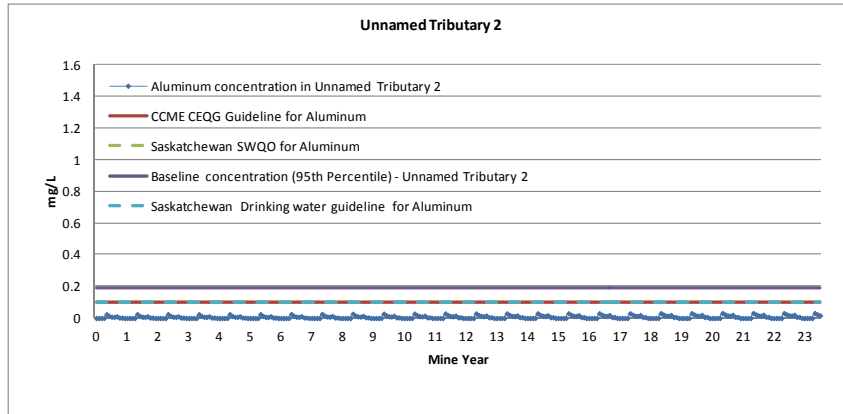 Unnamed Tributary 2
1.6
1.4
1.2
1
0.8
0.6
0.4
0.2
0
mg/L
Aluminum concentration in Unnamed Tributary 2
CCME CEQG Guideline for Aluminum
Saskatchewan SWQO for Aluminum
Baseline concentration (95th Percentile) - Unnamed Tributary 2
Saskatchewan Drinking water guideline for Aluminum
0 1 2 3 4 5 6 7 8 9 10 11 12 13 14 15 16 17 18 19 20 21 22 23
Mine Year